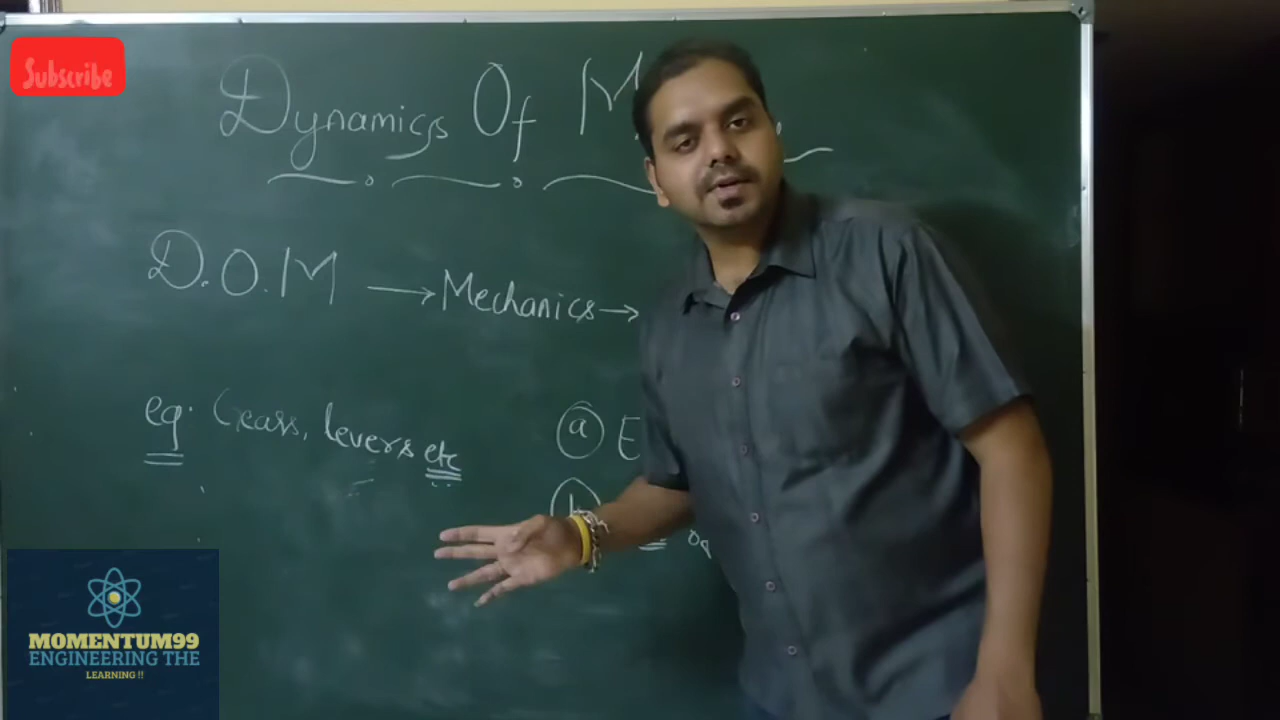 Subscribe
Dynamics Of M
D.O.M → Mechanics →
eg. Gears, levers etc
(a) E
MOMENTUM99
ENGINEERING THE
LEARNING !!